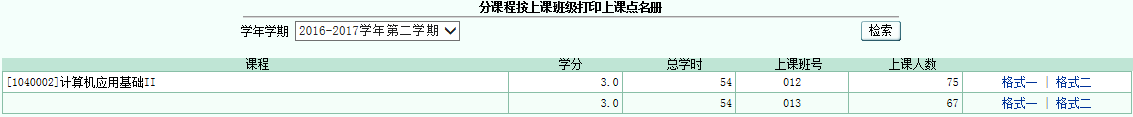 分课程按上课班级打印上课点名册
学年学期 2016-2017学年第二学期 检索
课程 学分 总学时 上课班号 上课人数
[1040002]计算机应用基础II 3.0 54 012 75 格式一 | 格式二
3.0 54 013 67 格式一 | 格式二